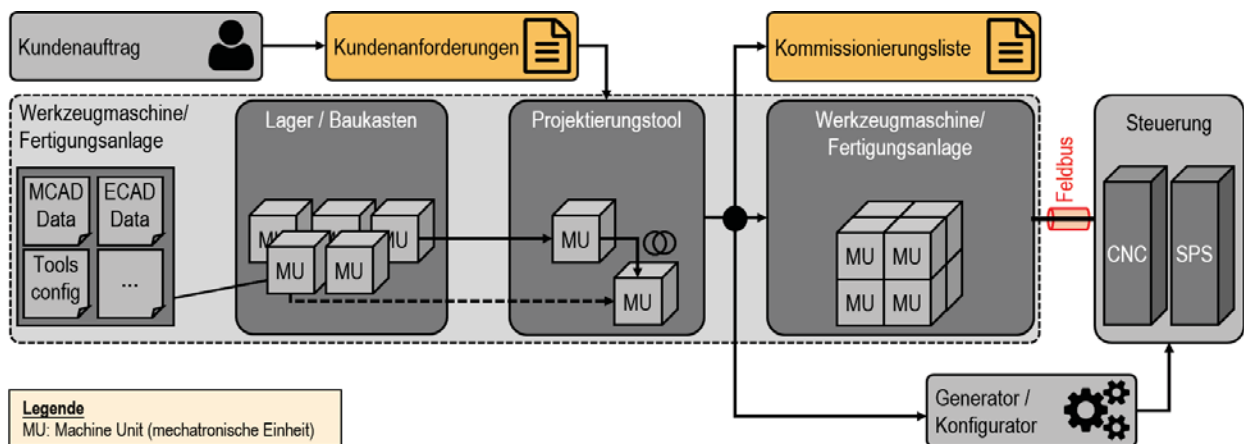 Kundenauftrag
Kundenanforderungen
Kommissionierungsliste
Werkzeugmaschine/
Fertigungsanlage
MCAD
Data
ECAD
Data
Tools
config
...
Lager / Baukasten
MU
MU
MU
MU
MU
Projektierungstool
MU
MU
Werkzeugmaschine/
Fertigungsanlage
MU
MU
MU
MU
Feldbus
Steuerung
CNC
SPS
Generator /
Konfigurator
Legende
MU: Machine Unit (mechatronische Einheit)